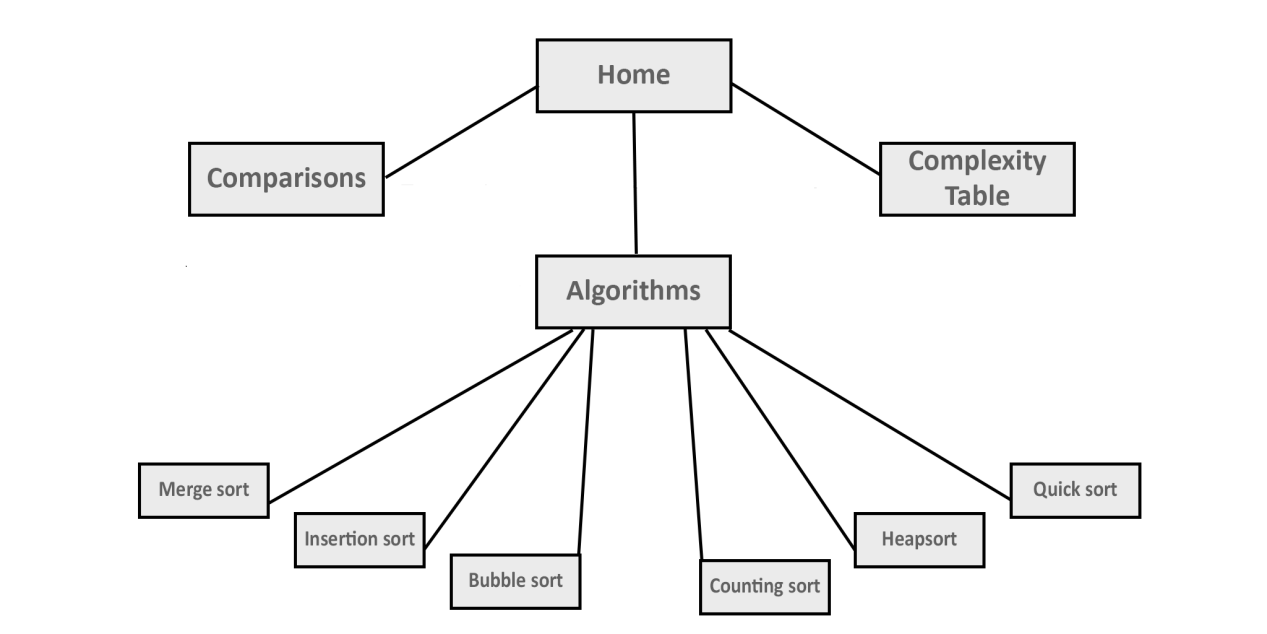 Home
Comparisons
Complexity
Table
Algorithms
Merge sort
Insertion sort
Bubble sort
Counting sort
Heapsort
Quick sort